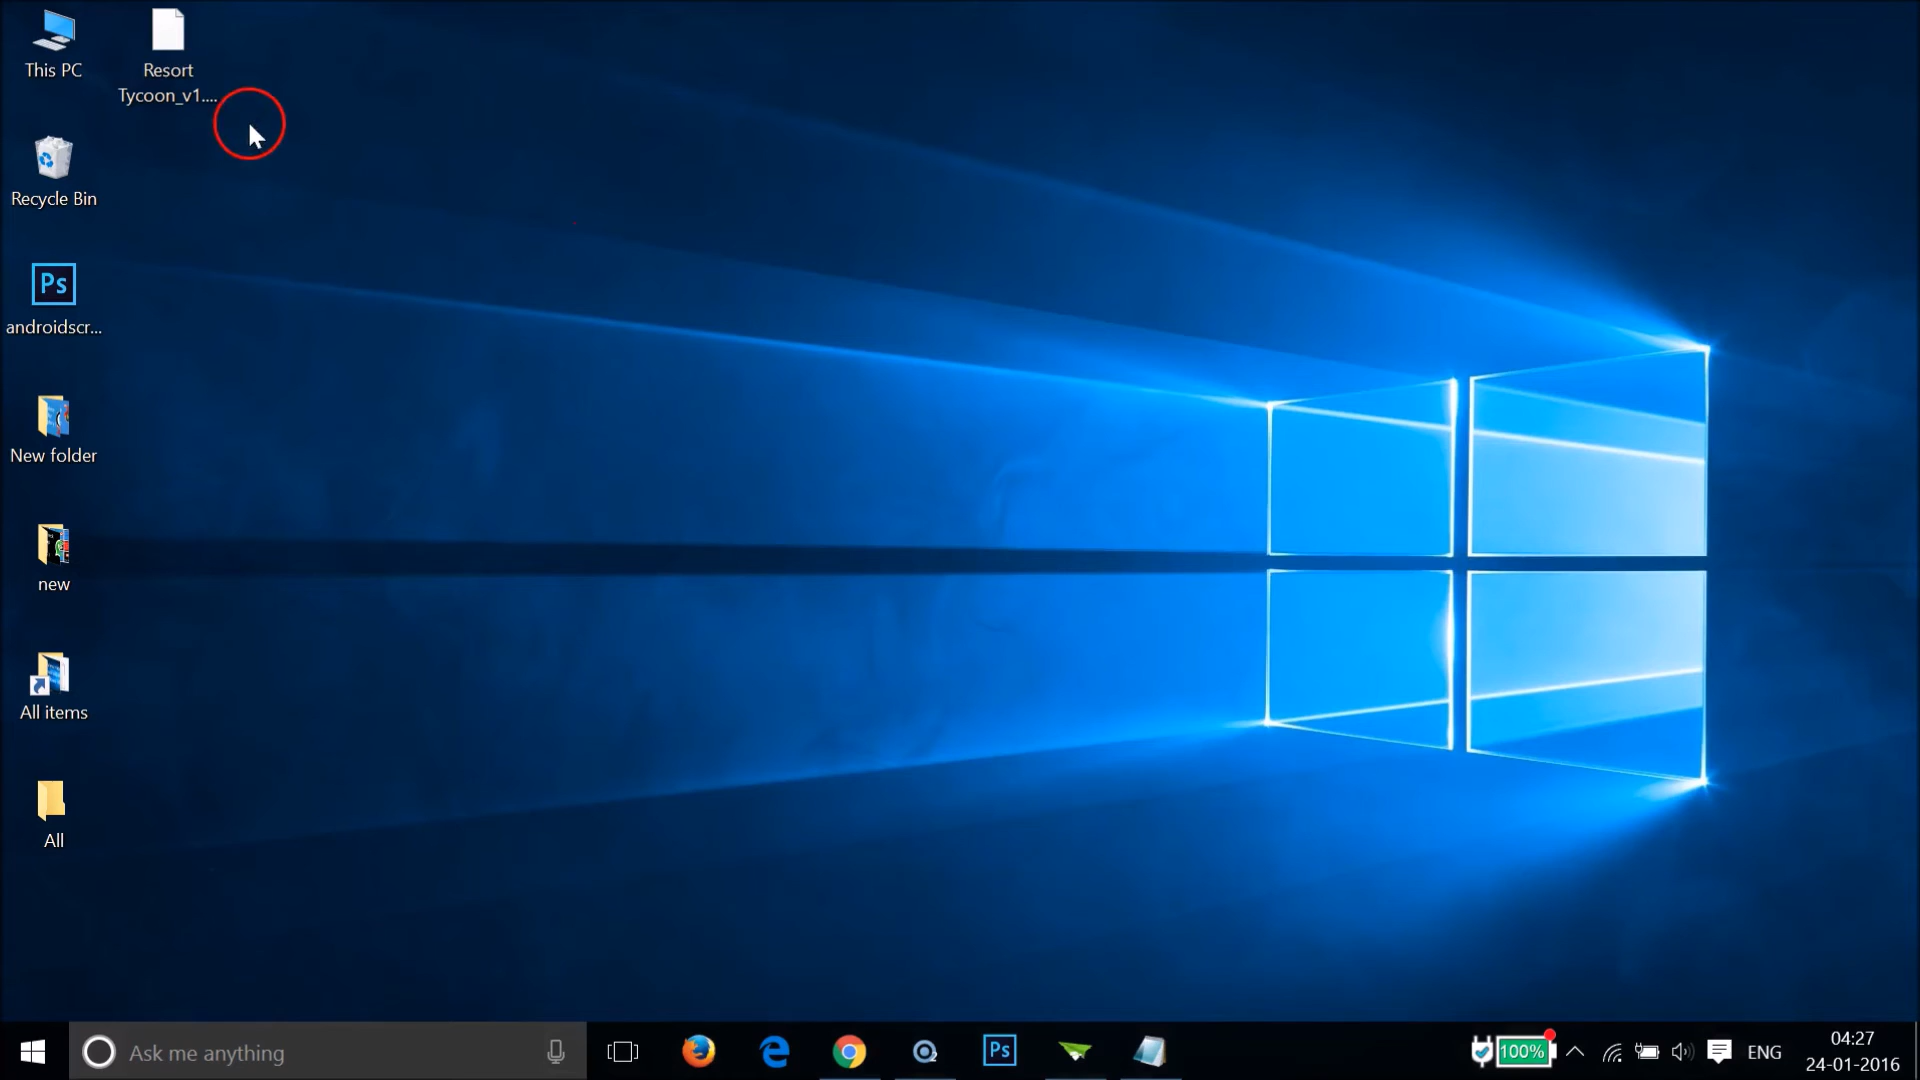 This PC
Resort
Tycoon_v1....
Recycle Bin
Ps
androidscr...
New folder
new
All items
All
Ask me anything
Ps
100%
ENG
04:27
24-01-2016